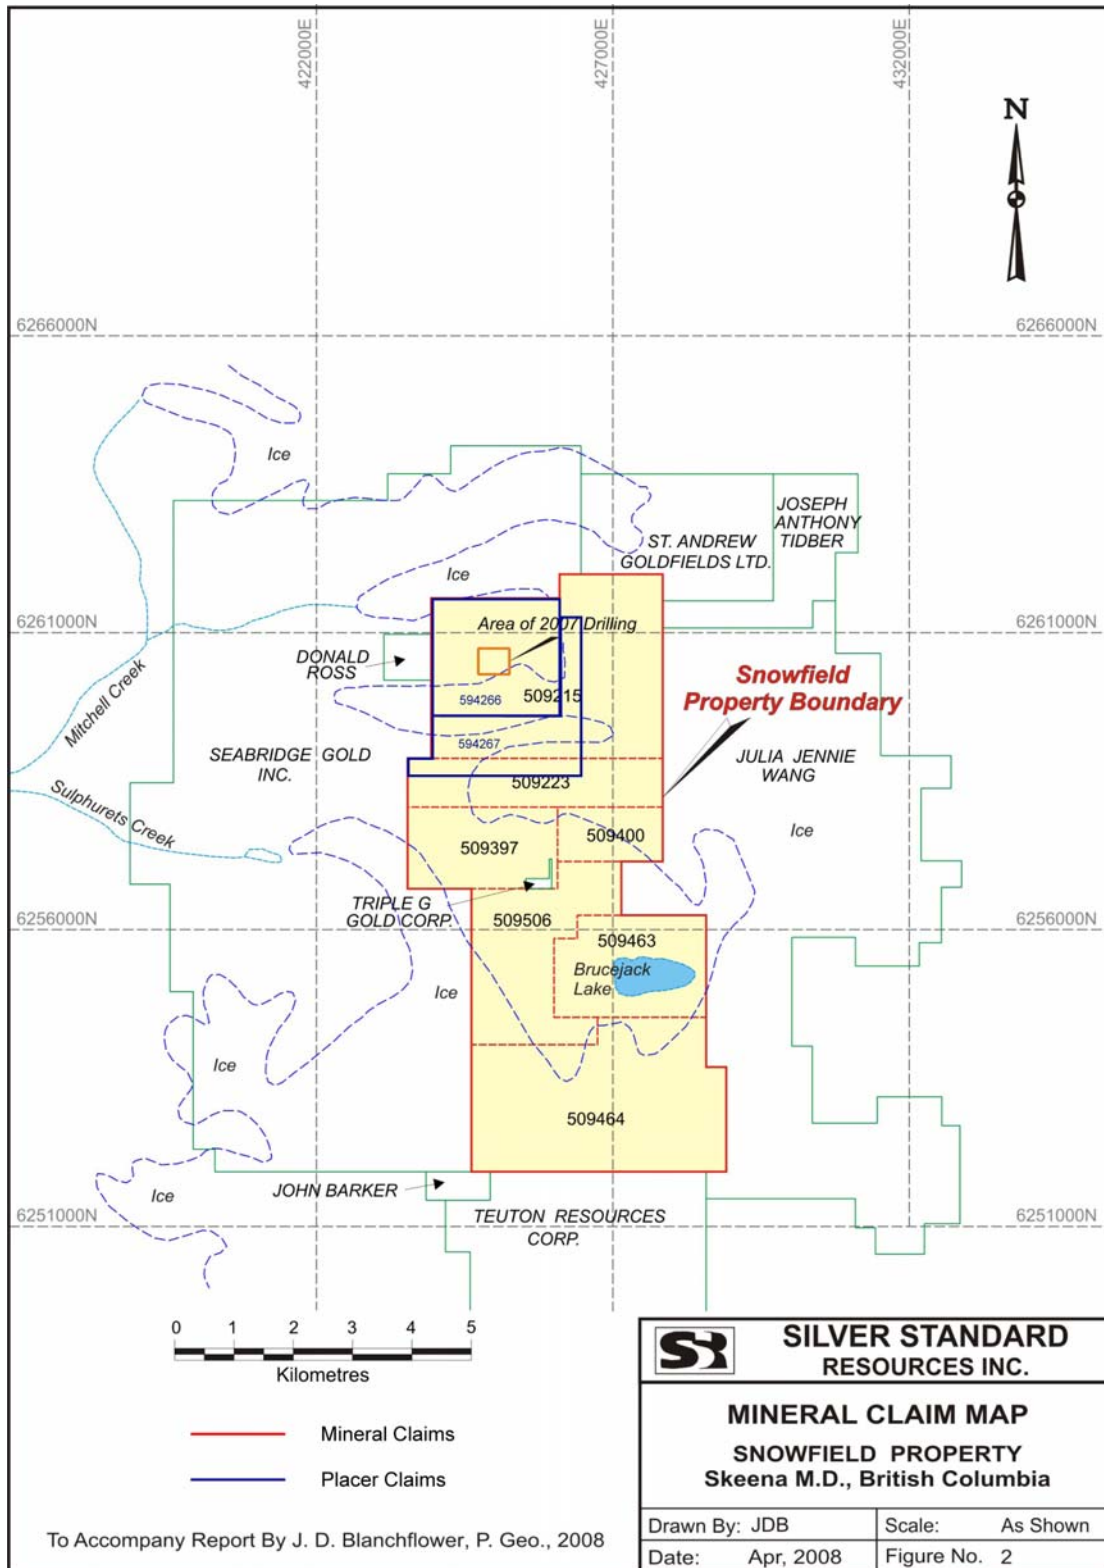 422000E
427000E
432000E
N
6266000N
6266000N
Ice
JOSEPH
ANTHONY
TIDBER
ST. ANDREW
GOLDFIELDS LTD.
Ice
6261000N
6261000N
Area of 2007 Drilling
DONALD
ROSS
Mitchell Creek
594266
509215
Snowfield
Property Boundary
594267
SEABRIDGE GOLD
INC.
JULIA JENNIE
WANG
509223
Sulphurets Creek
509397
509400
Ice
TRIPLE G
GOLD CORP.
509506
6256000N
6256000N
509463
Brucejack
Lake
Ice
Ice
509464
Ice
JOHN BARKER
6251000N
6251000N
TEUTON RESOURCES
CORP.
0 1 2 3 4 5
Kilometres
Mineral Claims
Placer Claims
To Accompany Report By J. D. Blanchflower, P. Geo., 2008
SILVER STANDARD
RESOURCES INC.
MINERAL CLAIM MAP
SNOWFIELD PROPERTY
Skeena M.D., British Columbia
Drawn By: JDB
Scale: As Shown
Date: Apr, 2008
Figure No. 2